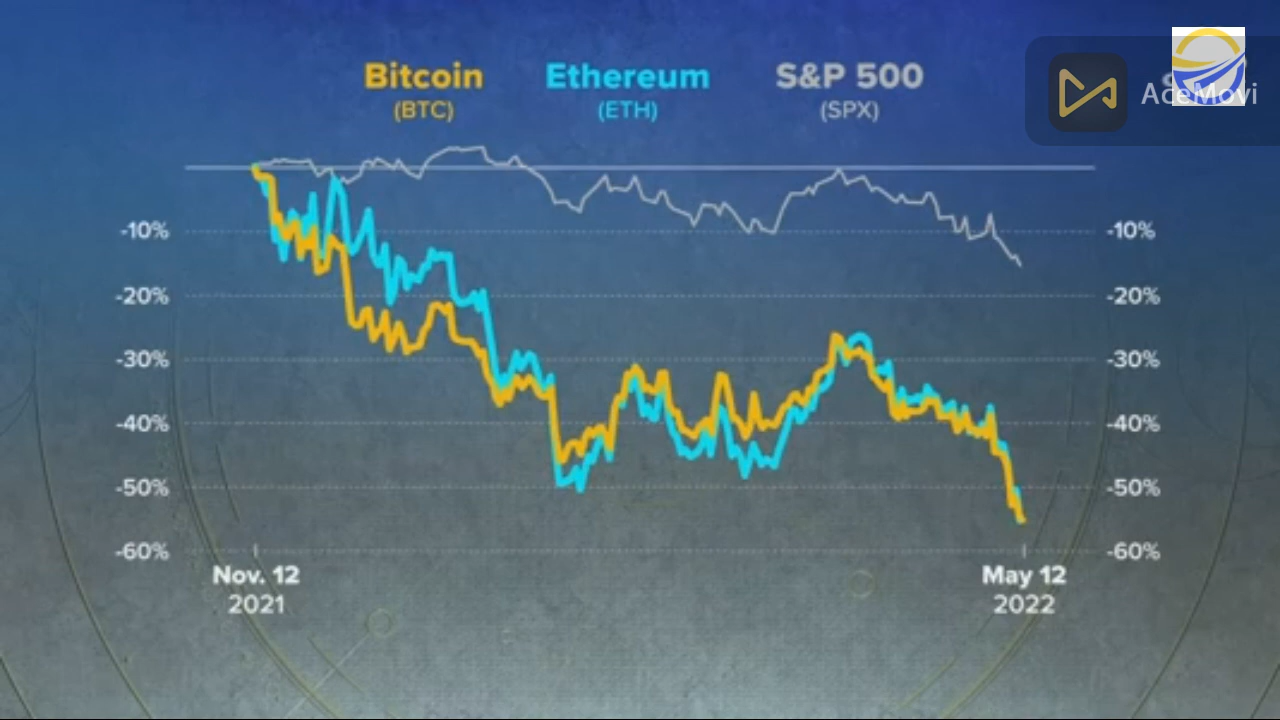 Bitcoin
(BTC)
Ethereum
(ETH)
S&P 500
(SPX)
AceMovi
-10%
-10%
-20%
-20%
-30%
-30%
-40%
-40%
-50%
-50%
-60%
-60%
Nov. 12
2021
May 12
2022